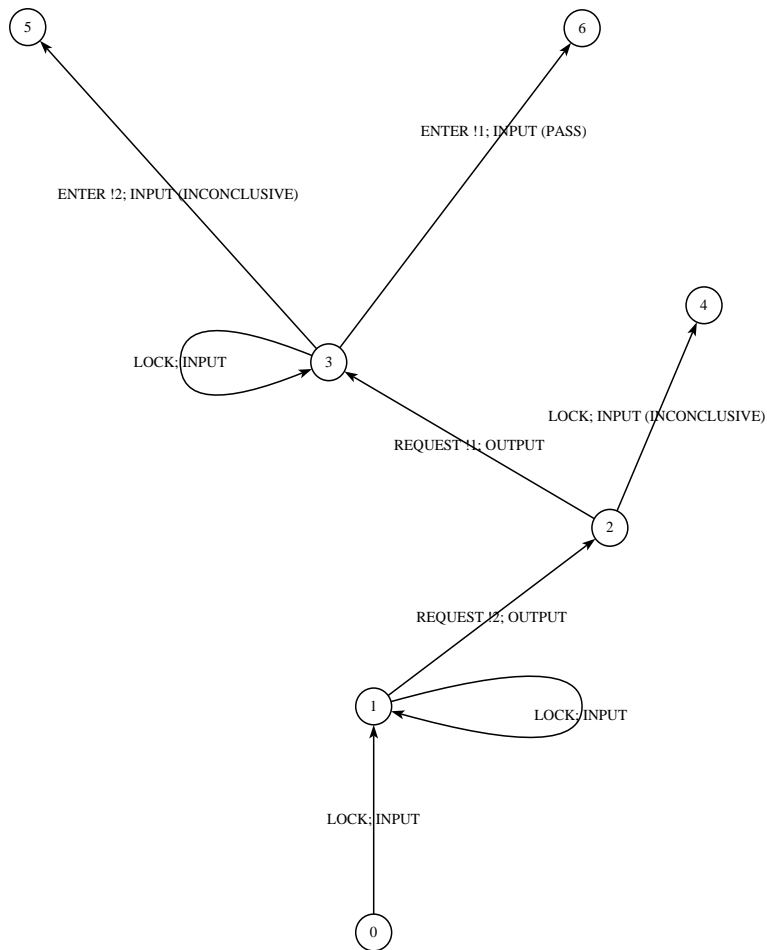 5
6
ENTER !1; INPUT (PASS)
ENTER !2; INPUT (INCONCLUSIVE)
4
3
LOCK; INPUT
LOCK; INPUT (INCONCLUSIVE)
REQUEST !1; OUTPUT
2
REQUEST !2; OUTPUT
1
LOCK; INPUT
LOCK; INPUT
0